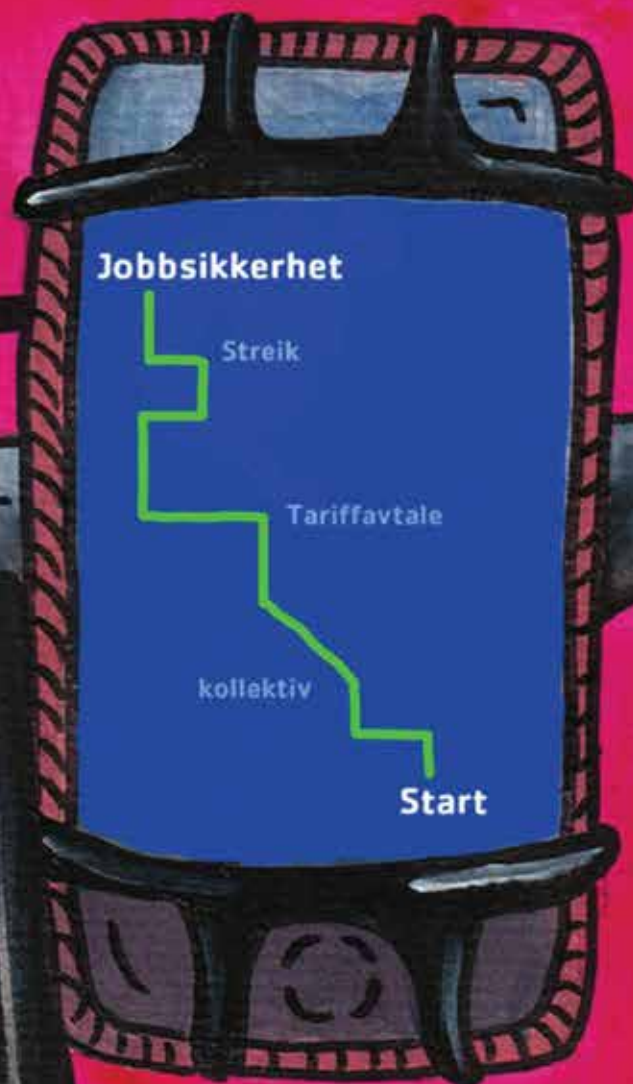 Jobbsikkerhet
Streik
Tariffavtale
kollektiv
Start